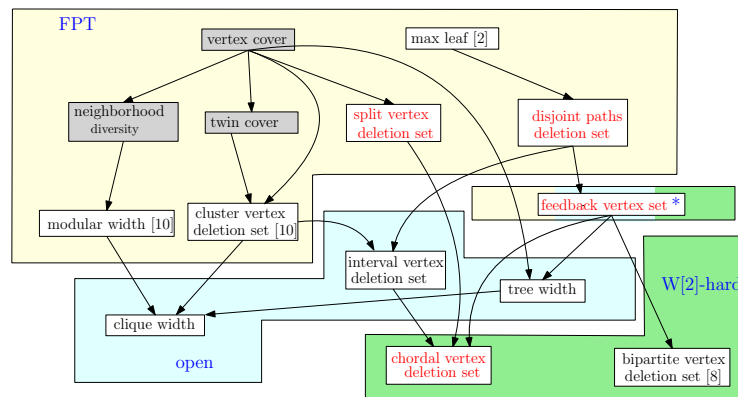 FPT
vertex cover
max leaf [2]
neighborhood
diversity
twin cover
split vertex
deletion set
disjoint paths
deletion set
modular width [10]
cluster vertex
deletion set [10]
feedback vertex set *
interval vertex
deletion set
tree width
W[2]-hard
clique width
open
chordal vertex
deletion set
bipartite vertex
deletion set [8]